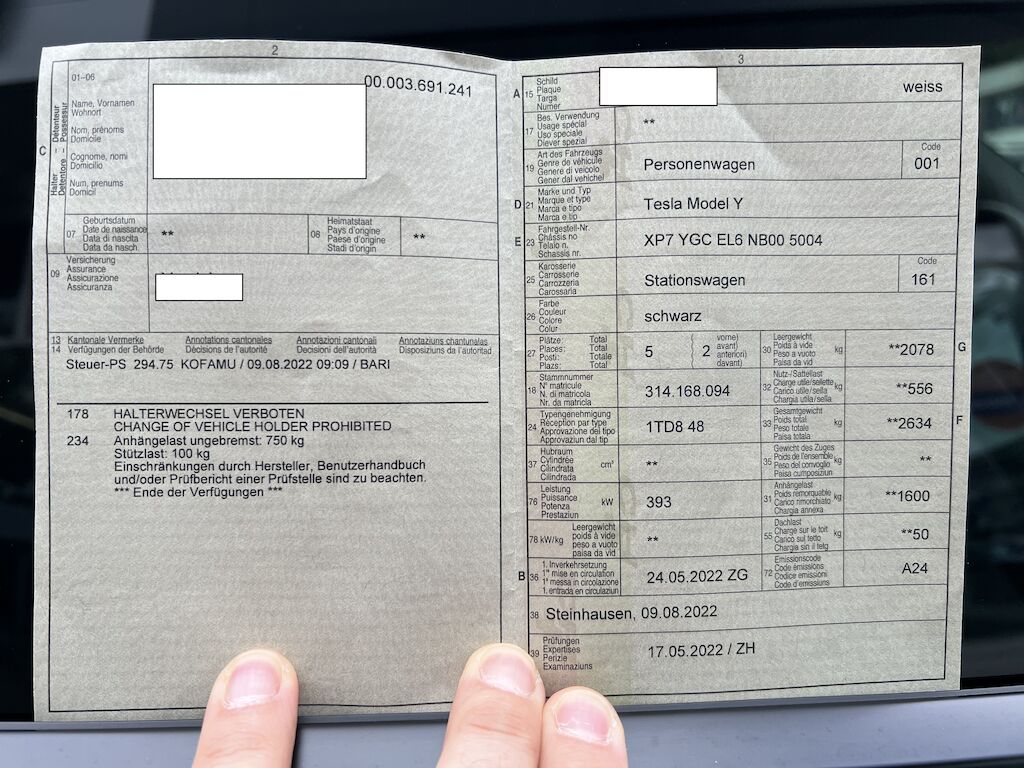 2
01–06
00.003.691.241
C
Halter Détenteur
Detentore Possessur
Name, Vornamen
Wohnort
Nom, prénoms
Domicile
Cognome, nomi
Domicilio
Num, prenums
Domicil
07
Geburtsdatum
Date de naissance
Data di nascita
Data da nasch.
**
08
Heimatstaat
Pays d'origine
Paese d'origine
Stadi d'origin
**
09
Versicherung
Assurance
Assicurazione
Assicuranza
13 Kantonale Vermerke Annotations cantonales Annotazioni cantonali Annotaziuns chantunalas
14 Verfügungen der Behörde Décisions de l'autorité Decisioni dell'autorità Disposiziuns da l'autoritad
Steuer-PS 294.75 KOFAMU / 09.08.2022 09:09 / BARI
178 HALTERWECHSEL VERBOTEN
CHANGE OF VEHICLE HOLDER PROHIBITED
234 Anhängelast ungebremst: 750 kg
Stützlast: 100 kg
Einschränkungen durch Hersteller, Benutzerhandbuch
und/oder Prüfbericht einer Prüfstelle sind zu beachten.
*** Ende der Verfügungen ***
3
A 15
Schild
Plaque
Targa
Numer
weiss
17
Bes. Verwendung
Usage spécial
Uso speciale
Diever spezial
**
19
Art des Fahrzeugs
Genre de véhicule
Genere di veicolo
Gener dal vehichel
Personenwagen
Code
001
D 21
Marke und Typ
Marque et type
Marca e tipo
Marca e tip
Tesla Model Y
E 23
Fahrgestell-Nr.
Châssis no
Telaio n.
Schassis nr.
XP7 YGC EL6 NB00 5004
25
Karosserie
Carrosserie
Carrozzeria
Carossaria
Stationswagen
Code
161
26
Farbe
Couleur
Colore
Colur
schwarz
27
Plätze: Total
Places: Total
Posti: Totale
Plazs: Total
5
( 2
vorne)
avant)
anteriori)
davant)
30
Leergewicht
Poids à vide
Peso a vuoto
Paisa da vid
kg
**2078
G
18
Stammnummer
N° matricule
N. di matricola
Nr. da matricla
314.168.094
32
Nutz-/Sattellast
Charge utile/sellette
Carico utile/sella
Chargia utila/sella
kg
**556
24
Typengenehmigung
Reception par type
Approvazione del tipo
Approvaziun dal tip
1TD8 48
33
Gesamtgewicht
Poids total
Peso totale
Paisa totala
kg
**2634
F
37
Hubraum
Cylindrée
Cilindrata
Cilindrada
cm³
**
35
Gewicht des Zuges
Poids de l'ensemble
Peso del convoglio
Paisa cumposiziun
kg
**
76
Leistung
Puissance
Potenza
Prestaziun
kW
393
31
Anhängelast
Poids remorquable
Carico rimorchiato
Chargia annexa
kg
**1600
78 kW/kg
Leergewicht
poids à vide
peso a vuoto
paisa da vid
**
55
Dachlast
Charge sur le toit
Carico sul tetto
Chargia sin il tetg
kg
**50
B 36
1. Inverkehrsetzung
1re mise en circulation
1a messa in circolazione
1. entrada en circulaziun
24.05.2022 ZG
72
Emissionscode
Code émissions
Codice emissioni
Code d'emissiuns
A24
38 Steinhausen, 09.08.2022
39
Prüfungen
Expertises
Perizie
Examinaziuns
17.05.2022 / ZH